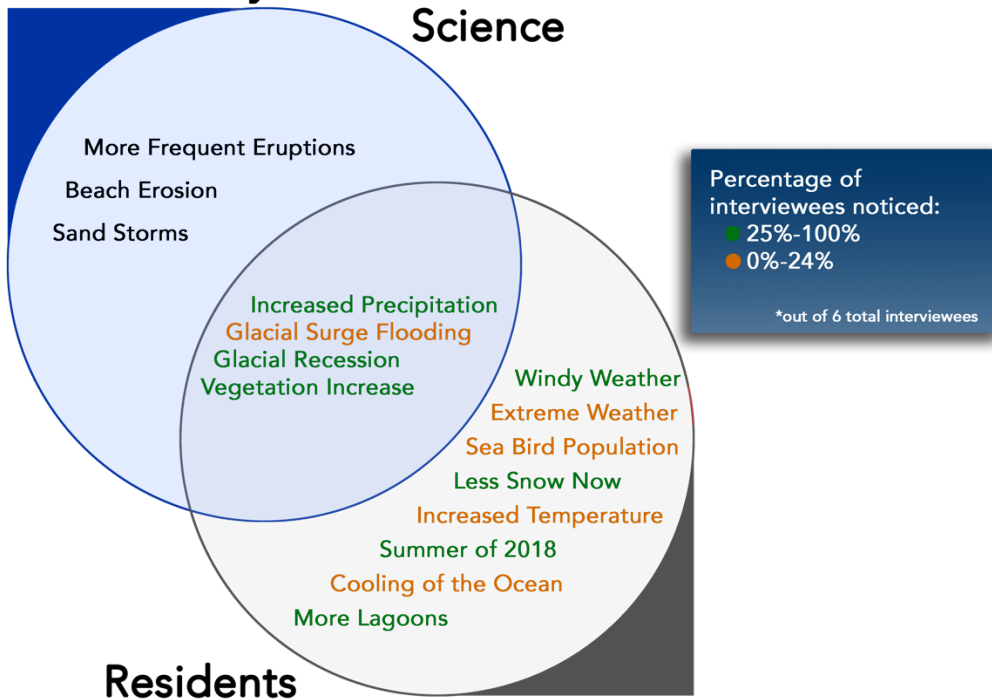 Science
More Frequent Eruptions
Beach Erosion
Sand Storms
Increased Precipitation
Glacial Surge Flooding
Glacial Recession
Vegetation Increase
Windy Weather
Extreme Weather
Sea Bird Population
Less Snow Now
Increased Temperature
Summer of 2018
Cooling of the Ocean
More Lagoons
Residents
Percentage of
interviewees noticed:
25%-100%
0%-24%
*out of 6 total interviewees